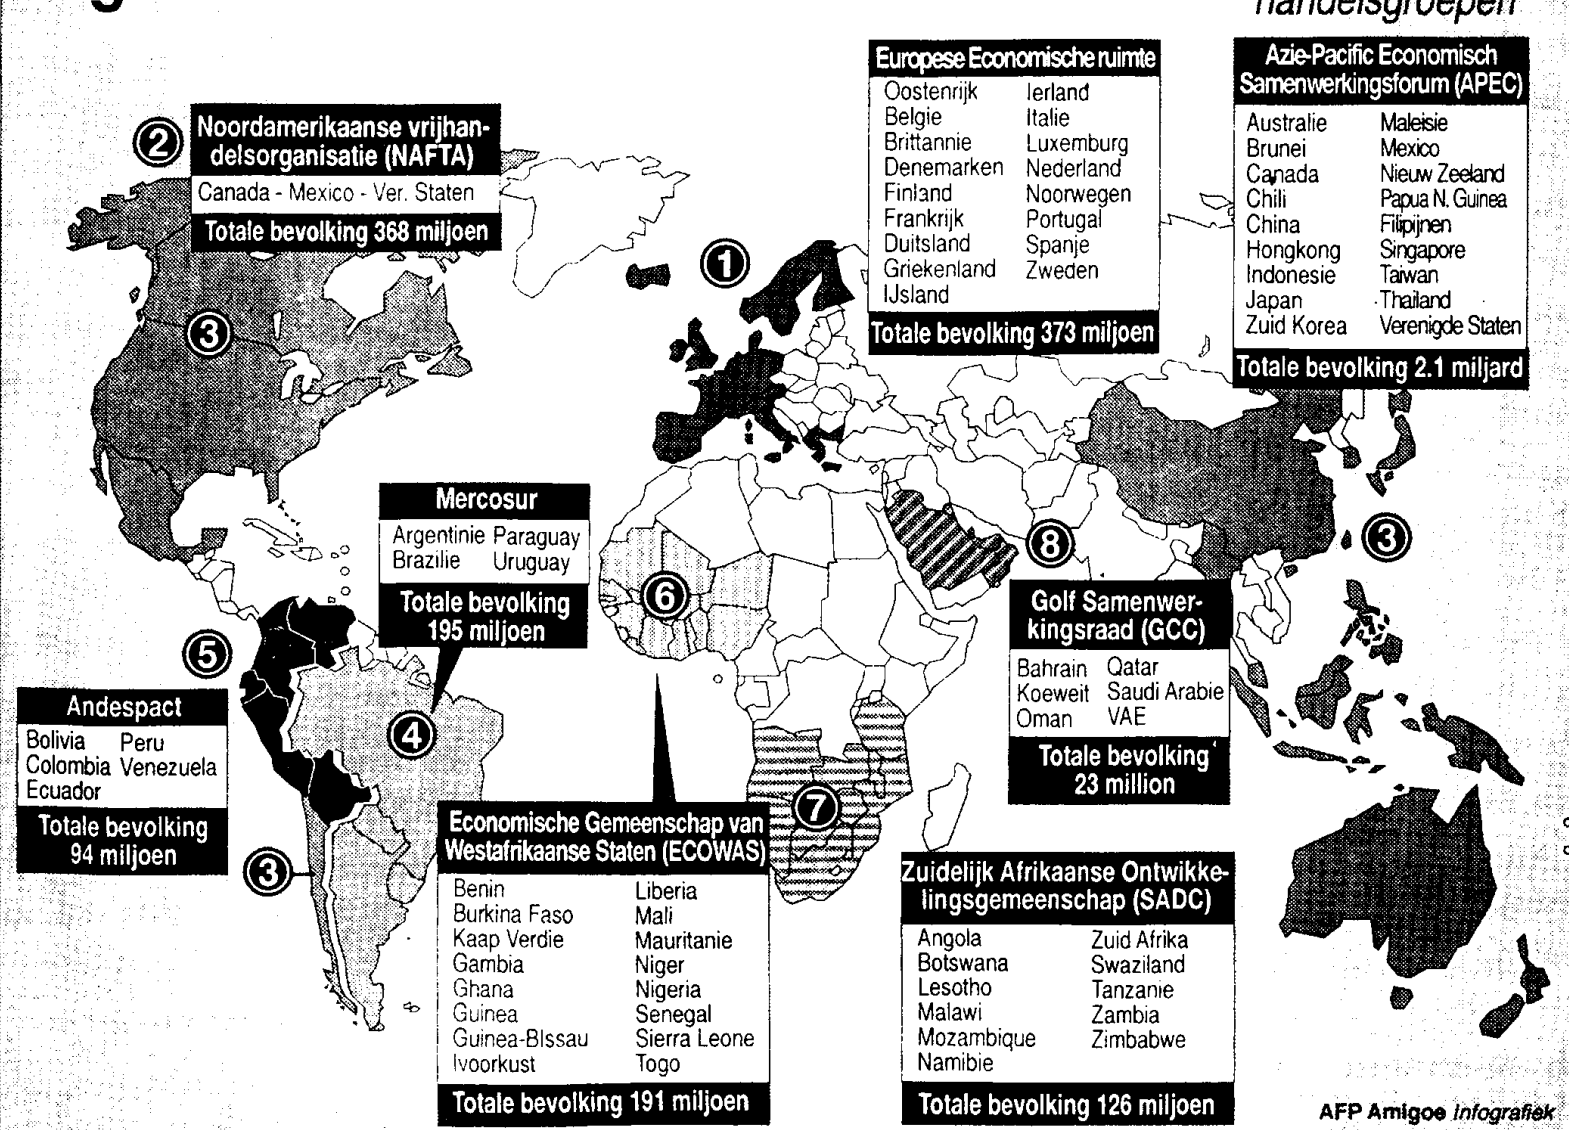 handelsgroepen
2
Noordamerikaanse vrijhan-
delsorganisatie (NAFTA)
Canada - Mexico - Ver. Staten
Totale bevolking 368 miljoen
3
1
Europese Economische ruimte
Oostenrijk Ierland
Belgie Italie
Brittannie Luxemburg
Denemarken Nederland
Finland Noorwegen
Frankrijk Portugal
Duitsland Spanje
Griekenland Zweden
IJsland
Totale bevolking 373 miljoen
Azie-Pacific Economisch
Samenwerkingsforum (APEC)
Australie Maleisie
Brunei Mexico
Canada Nieuw Zeeland
Chili Papua N. Guinea
China Filipijnen
Hongkong Singapore
Indonesie Taiwan
Japan Thailand
Zuid Korea Verenigde Staten
Totale bevolking 2.1 miljard
3
Mercosur
Argentinie Paraguay
Brazilie Uruguay
Totale bevolking
195 miljoen
4
6
8
Golf Samenwer-
kingsraad (GCC)
Bahrain Qatar
Koeweit Saudi Arabie
Oman VAE
Totale bevolking
23 million
5
Andespact
Bolivia Peru
Colombia Venezuela
Ecuador
Totale bevolking
94 miljoen
3
Economische Gemeenschap van
Westafrikaanse Staten (ECOWAS)
Benin Liberia
Burkina Faso Mali
Kaap Verdie Mauritanie
Gambia Niger
Ghana Nigeria
Guinea Senegal
Guinea-BIssau Sierra Leone
Ivoorkust Togo
Totale bevolking 191 miljoen
7
Zuidelijk Afrikaanse Ontwikke-
lingsgemeenschap (SADC)
Angola Zuid Afrika
Botswana Swaziland
Lesotho Tanzanie
Malawi Zambia
Mozambique Zimbabwe
Namibie
Totale bevolking 126 miljoen
AFP Amigoe Infografiek